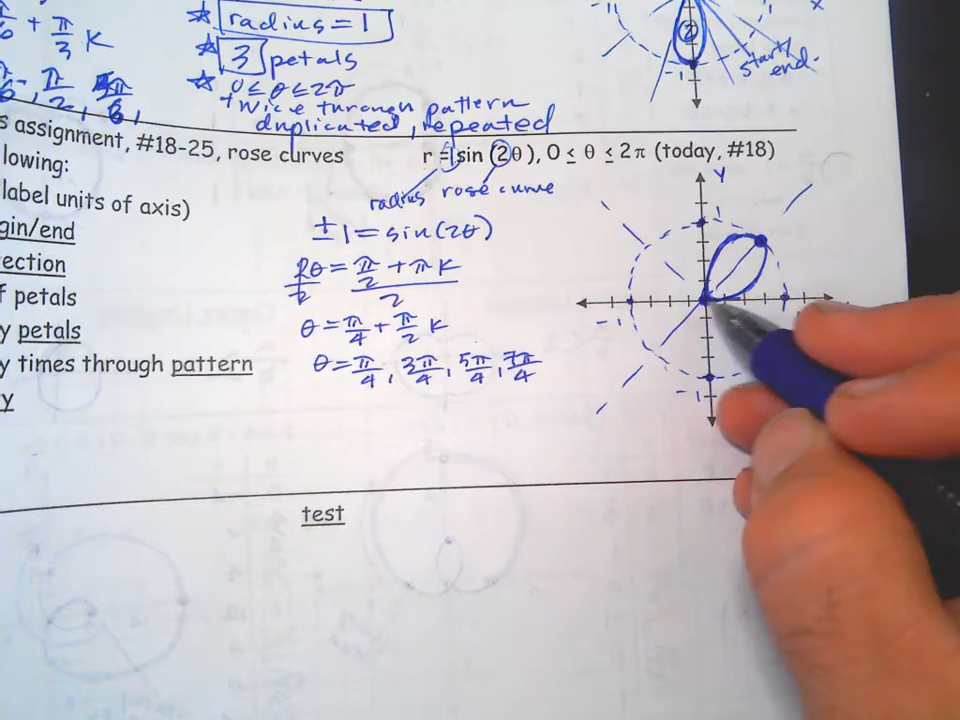 radius = 1
+ π/3 K
3 petals
π/2,
0 ≤ θ ≤ 2π
start/
end.
twice through pattern
duplicated, repeated
s assignment, #18-25, rose curves
r = 1 sin (2θ), 0 ≤ θ ≤ 2π (today, #18)
lowing:
radius rose curve
label units of axis)
gin/end
ection
f petals
y petals
y times through pattern
y
± 1 = sin(2θ)
2θ = π/2 + πK
2 2
θ = π/4 + π/2 K
θ = π/4, 3π/4, 5π/4, 7π/4
y
1
-1
-1
test